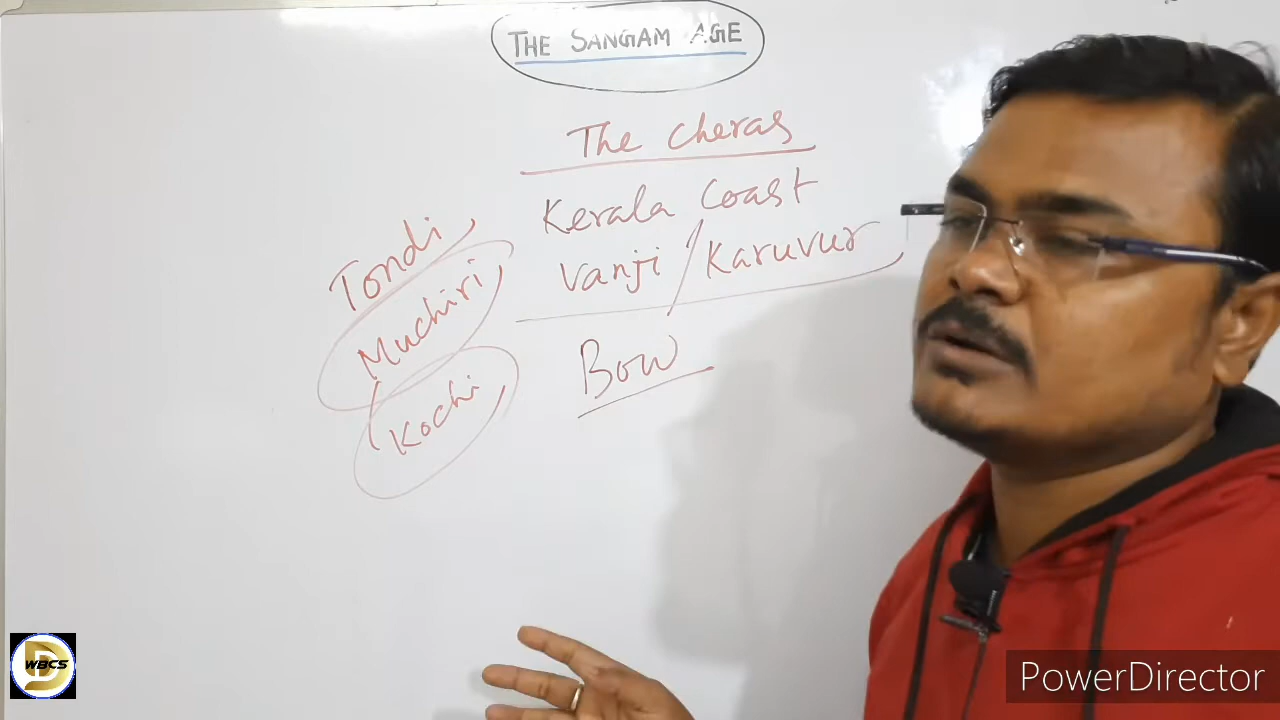 THE SANGAM AGE
The Cheras
Kerala Coast
Vanji / Karuvur
Bow
Tondi
Muchiri
Kochi
WBCS
PowerDirector